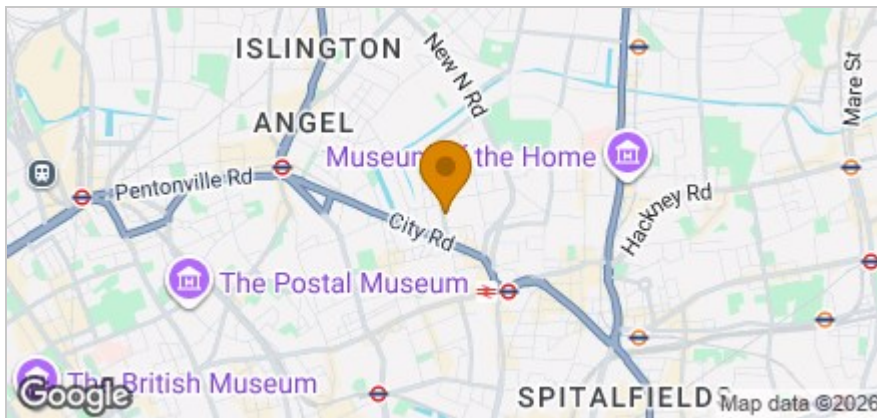 ISLINGTON
New N Rd
Mare St
ANGEL
Museum of the Home
Pentonville Rd
City Rd
Hackney Rd
The Postal Museum
The British Museum
SPITALFIELDS
Google
Map data ©2026